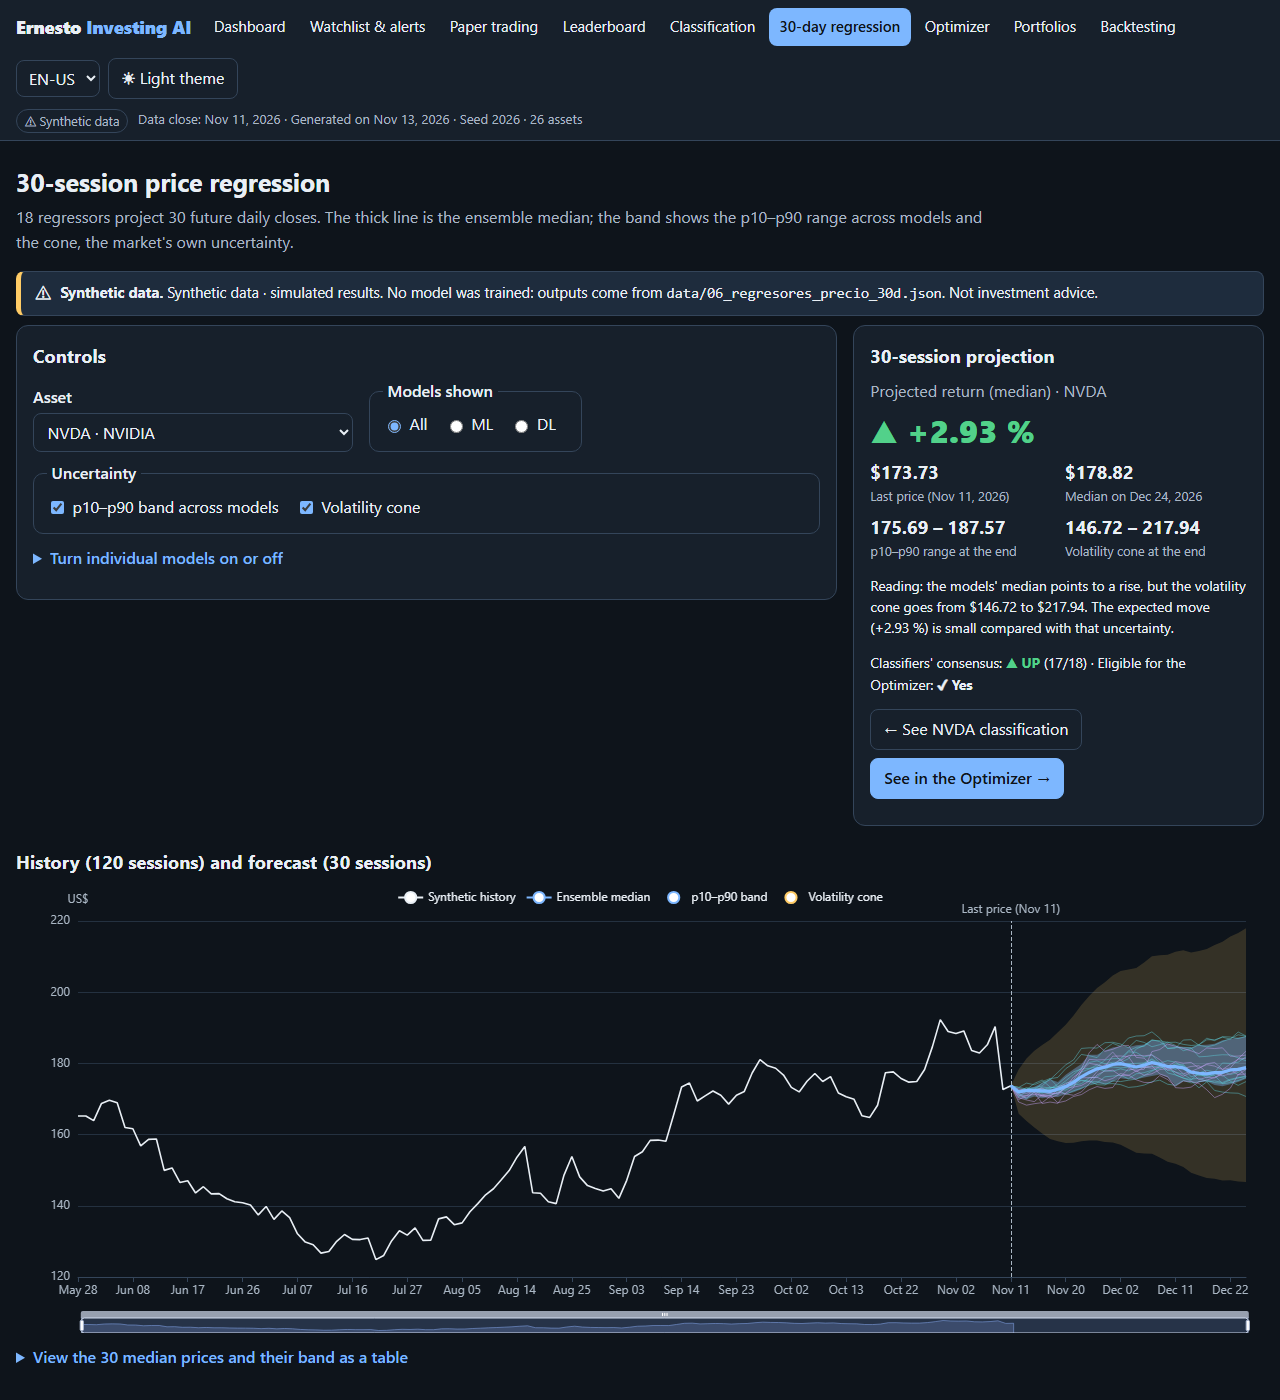 Ernesto Investing AI
Dashboard
Watchlist & alerts
Paper trading
Leaderboard
Classification
30-day regression
Optimizer
Portfolios
Backtesting
EN-US
☀ Light theme
⚠ Synthetic data
Data close: Nov 11, 2026 · Generated on Nov 13, 2026 · Seed 2026 · 26 assets
30-session price regression
18 regressors project 30 future daily closes. The thick line is the ensemble median; the band shows the p10–p90 range across models and
the cone, the market's own uncertainty.
⚠ Synthetic data. Synthetic data · simulated results. No model was trained: outputs come from data/06_regresores_precio_30d.json. Not investment advice.
Controls
Asset
NVDA · NVIDIA
Models shown
All
ML
DL
Uncertainty
p10–p90 band across models
Volatility cone
▶ Turn individual models on or off
30-session projection
Projected return (median) · NVDA
▲ +2.93 %
$173.73
Last price (Nov 11, 2026)
$178.82
Median on Dec 24, 2026
175.69 – 187.57
p10–p90 range at the end
146.72 – 217.94
Volatility cone at the end
Reading: the models' median points to a rise, but the volatility
cone goes from $146.72 to $217.94. The expected move
(+2.93 %) is small compared with that uncertainty.
Classifiers' consensus: ▲ UP (17/18) · Eligible for the
Optimizer: ✔ Yes
← See NVDA classification
See in the Optimizer →
History (120 sessions) and forecast (30 sessions)
US$
Synthetic history
Ensemble median
p10–p90 band
Volatility cone
Last price (Nov 11)
220
200
180
160
140
120
May 28
Jun 08
Jun 17
Jun 26
Jul 07
Jul 16
Jul 27
Aug 05
Aug 14
Aug 25
Sep 03
Sep 14
Sep 23
Oct 02
Oct 13
Oct 22
Nov 02
Nov 11
Nov 20
Dec 02
Dec 11
Dec 22
▶ View the 30 median prices and their band as a table